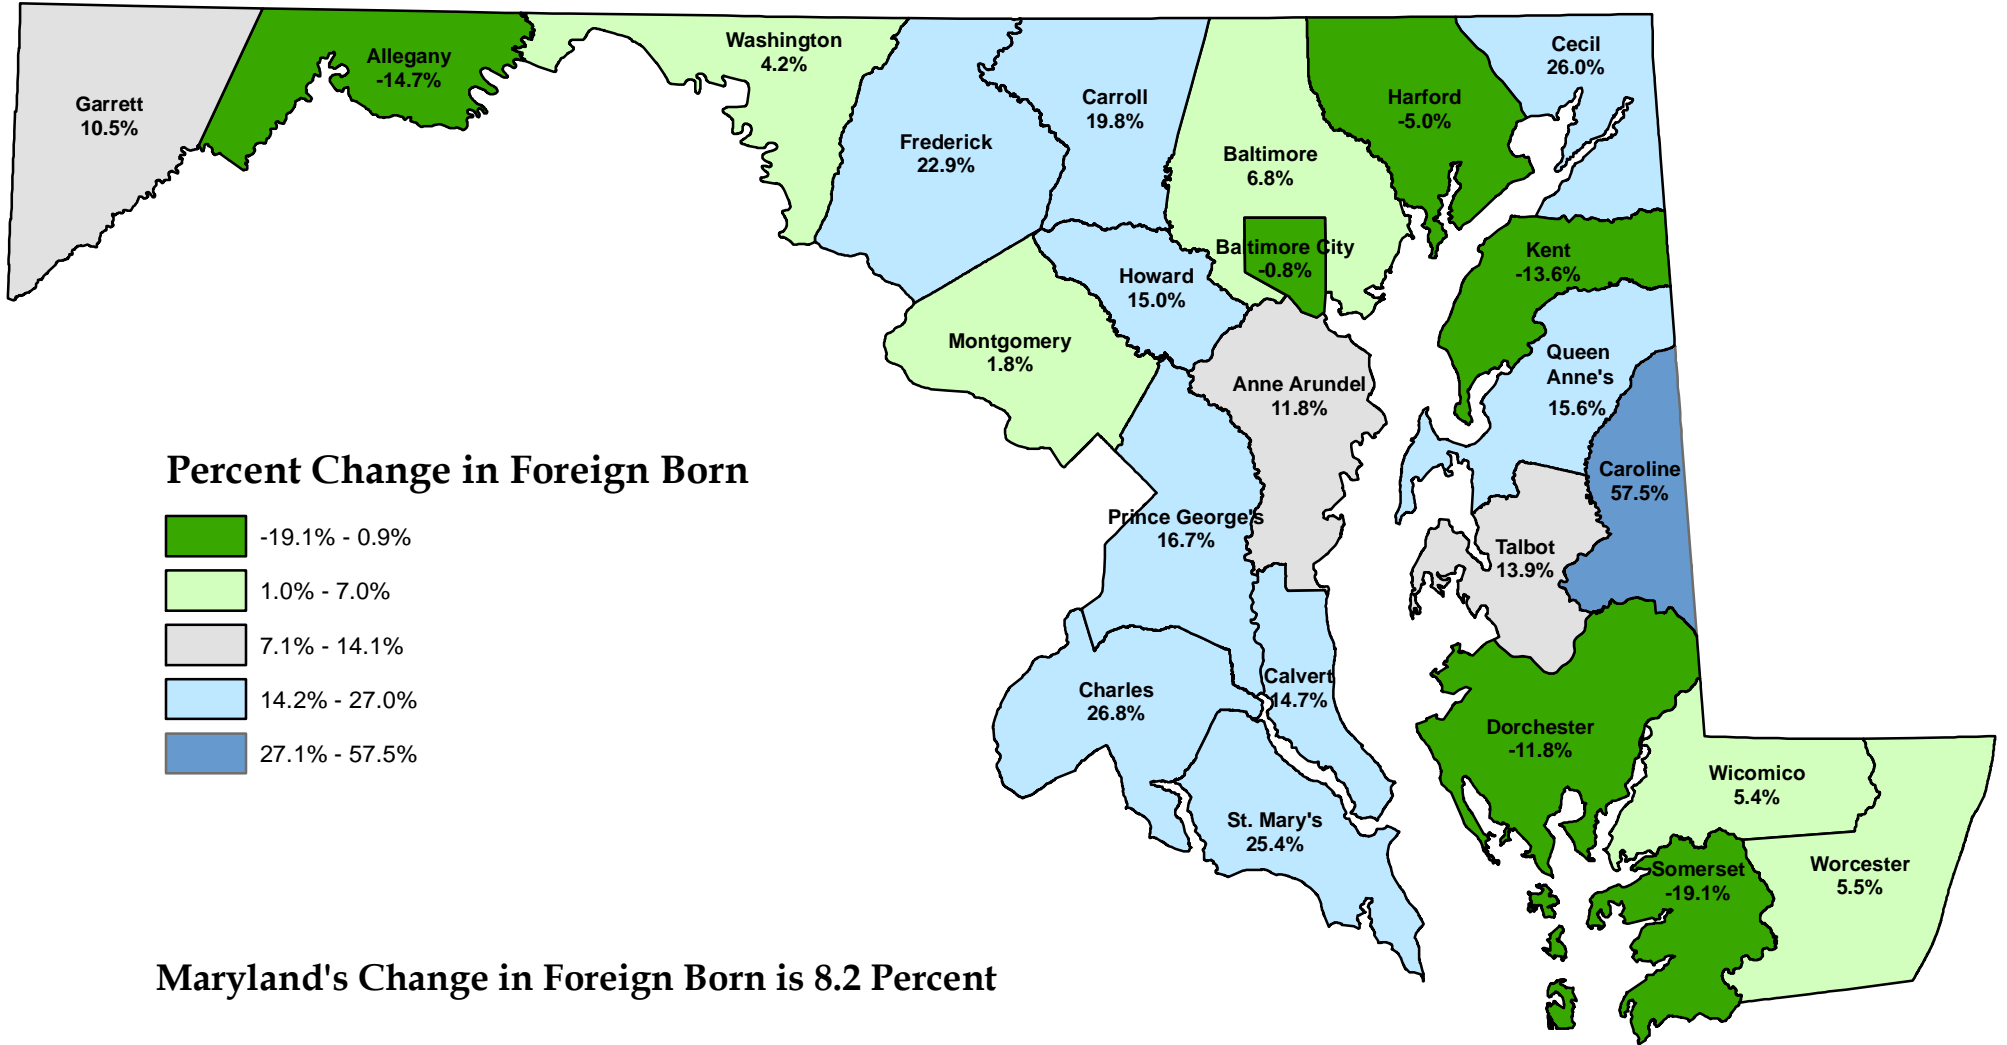 Garrett
10.5%
Allegany
-14.7%
Washington
4.2%
Frederick
22.9%
Carroll
19.8%
Baltimore
6.8%
Baltimore City
-0.8%
Harford
-5.0%
Cecil
26.0%
Kent
-13.6%
Howard
15.0%
Montgomery
1.8%
Anne Arundel
11.8%
Queen
Anne's
15.6%
Caroline
57.5%
Prince George's
16.7%
Talbot
13.9%
Charles
26.8%
Calvert
14.7%
St. Mary's
25.4%
Dorchester
-11.8%
Wicomico
5.4%
Somerset
-19.1%
Worcester
5.5%
Percent Change in Foreign Born
-19.1% - 0.9%
1.0% - 7.0%
7.1% - 14.1%
14.2% - 27.0%
27.1% - 57.5%
Maryland's Change in Foreign Born is 8.2 Percent